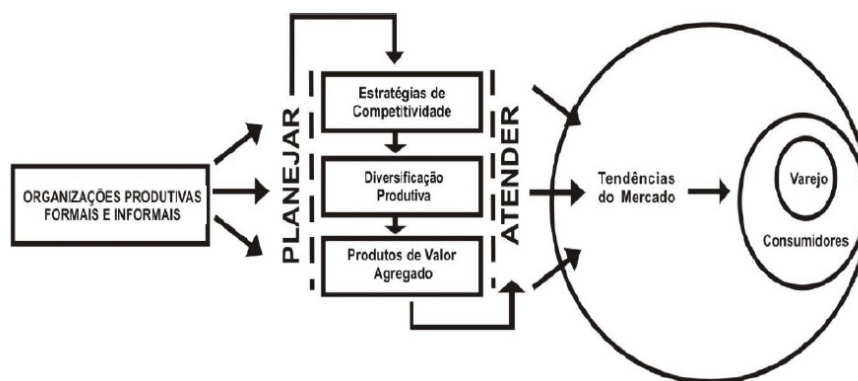 ORGANIZAÇÕES PRODUTIVAS
FORMAIS E INFORMAIS
PLANEJAR
Estratégias de
Competitividade
Diversificação
Produtiva
Produtos de Valor
Agregado
ATENDER
Tendências
do Mercado
Varejo
Consumidores